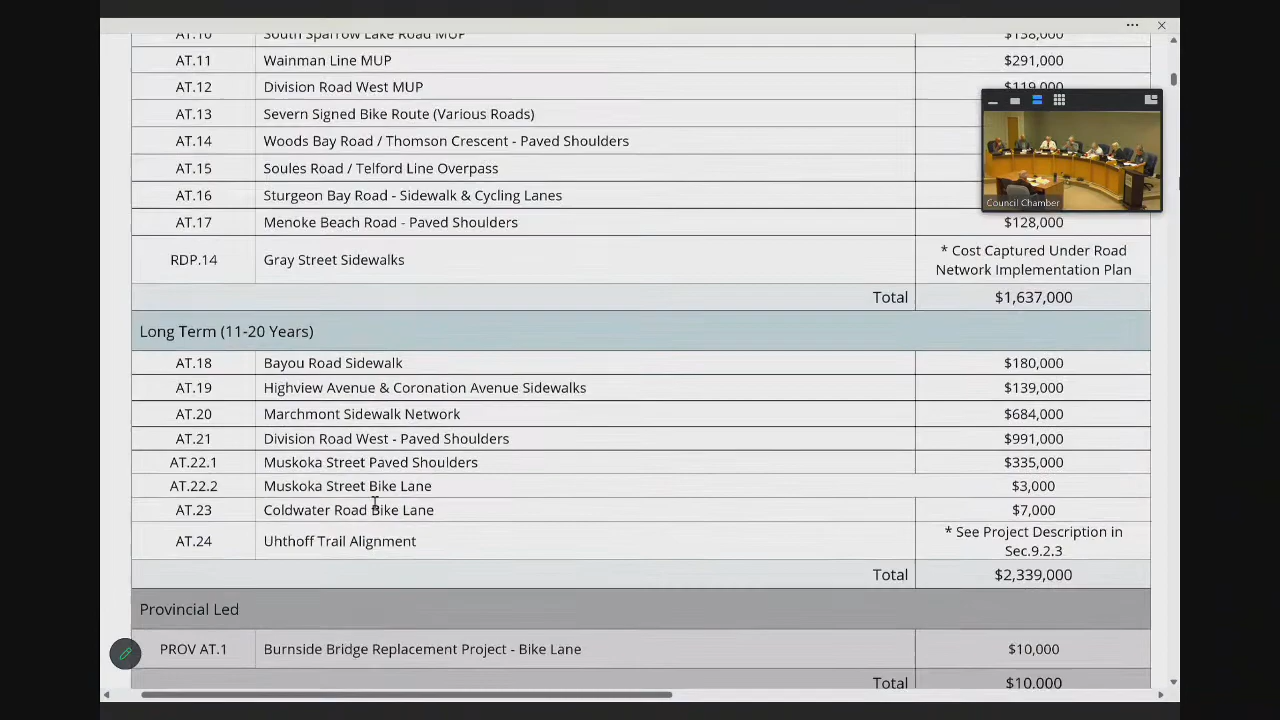 AT.10 South Sparrow Lake Road MUP $138,000
AT.11 Wainman Line MUP $291,000
AT.12 Division Road West MUP $119,000
AT.13 Severn Signed Bike Route (Various Roads)
AT.14 Woods Bay Road / Thomson Crescent - Paved Shoulders
AT.15 Soules Road / Telford Line Overpass
AT.16 Sturgeon Bay Road - Sidewalk & Cycling Lanes
Council Chamber
AT.17 Menoke Beach Road - Paved Shoulders $128,000
RDP.14 Gray Street Sidewalks * Cost Captured Under Road
Network Implementation Plan
Total $1,637,000
Long Term (11-20 Years)
AT.18 Bayou Road Sidewalk $180,000
AT.19 Highview Avenue & Coronation Avenue Sidewalks $139,000
AT.20 Marchmont Sidewalk Network $684,000
AT.21 Division Road West - Paved Shoulders $991,000
AT.22.1 Muskoka Street Paved Shoulders $335,000
AT.22.2 Muskoka Street Bike Lane $3,000
AT.23 Coldwater Road Bike Lane $7,000
AT.24 Uhthoff Trail Alignment * See Project Description in
Sec.9.2.3
Total $2,339,000
Provincial Led
PROV AT.1 Burnside Bridge Replacement Project - Bike Lane $10,000
Total $10,000